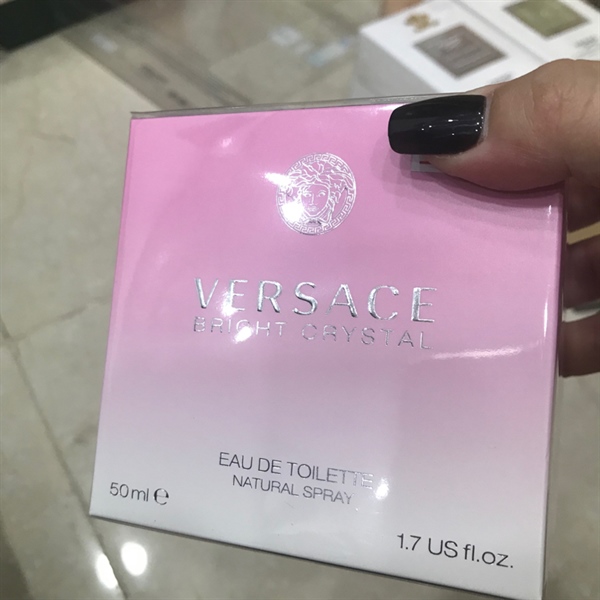 VERSACE
BRIGHT CRYSTAL
EAU DE TOILETTE
NATURAL SPRAY
50ml e
1.7 US fl.oz.